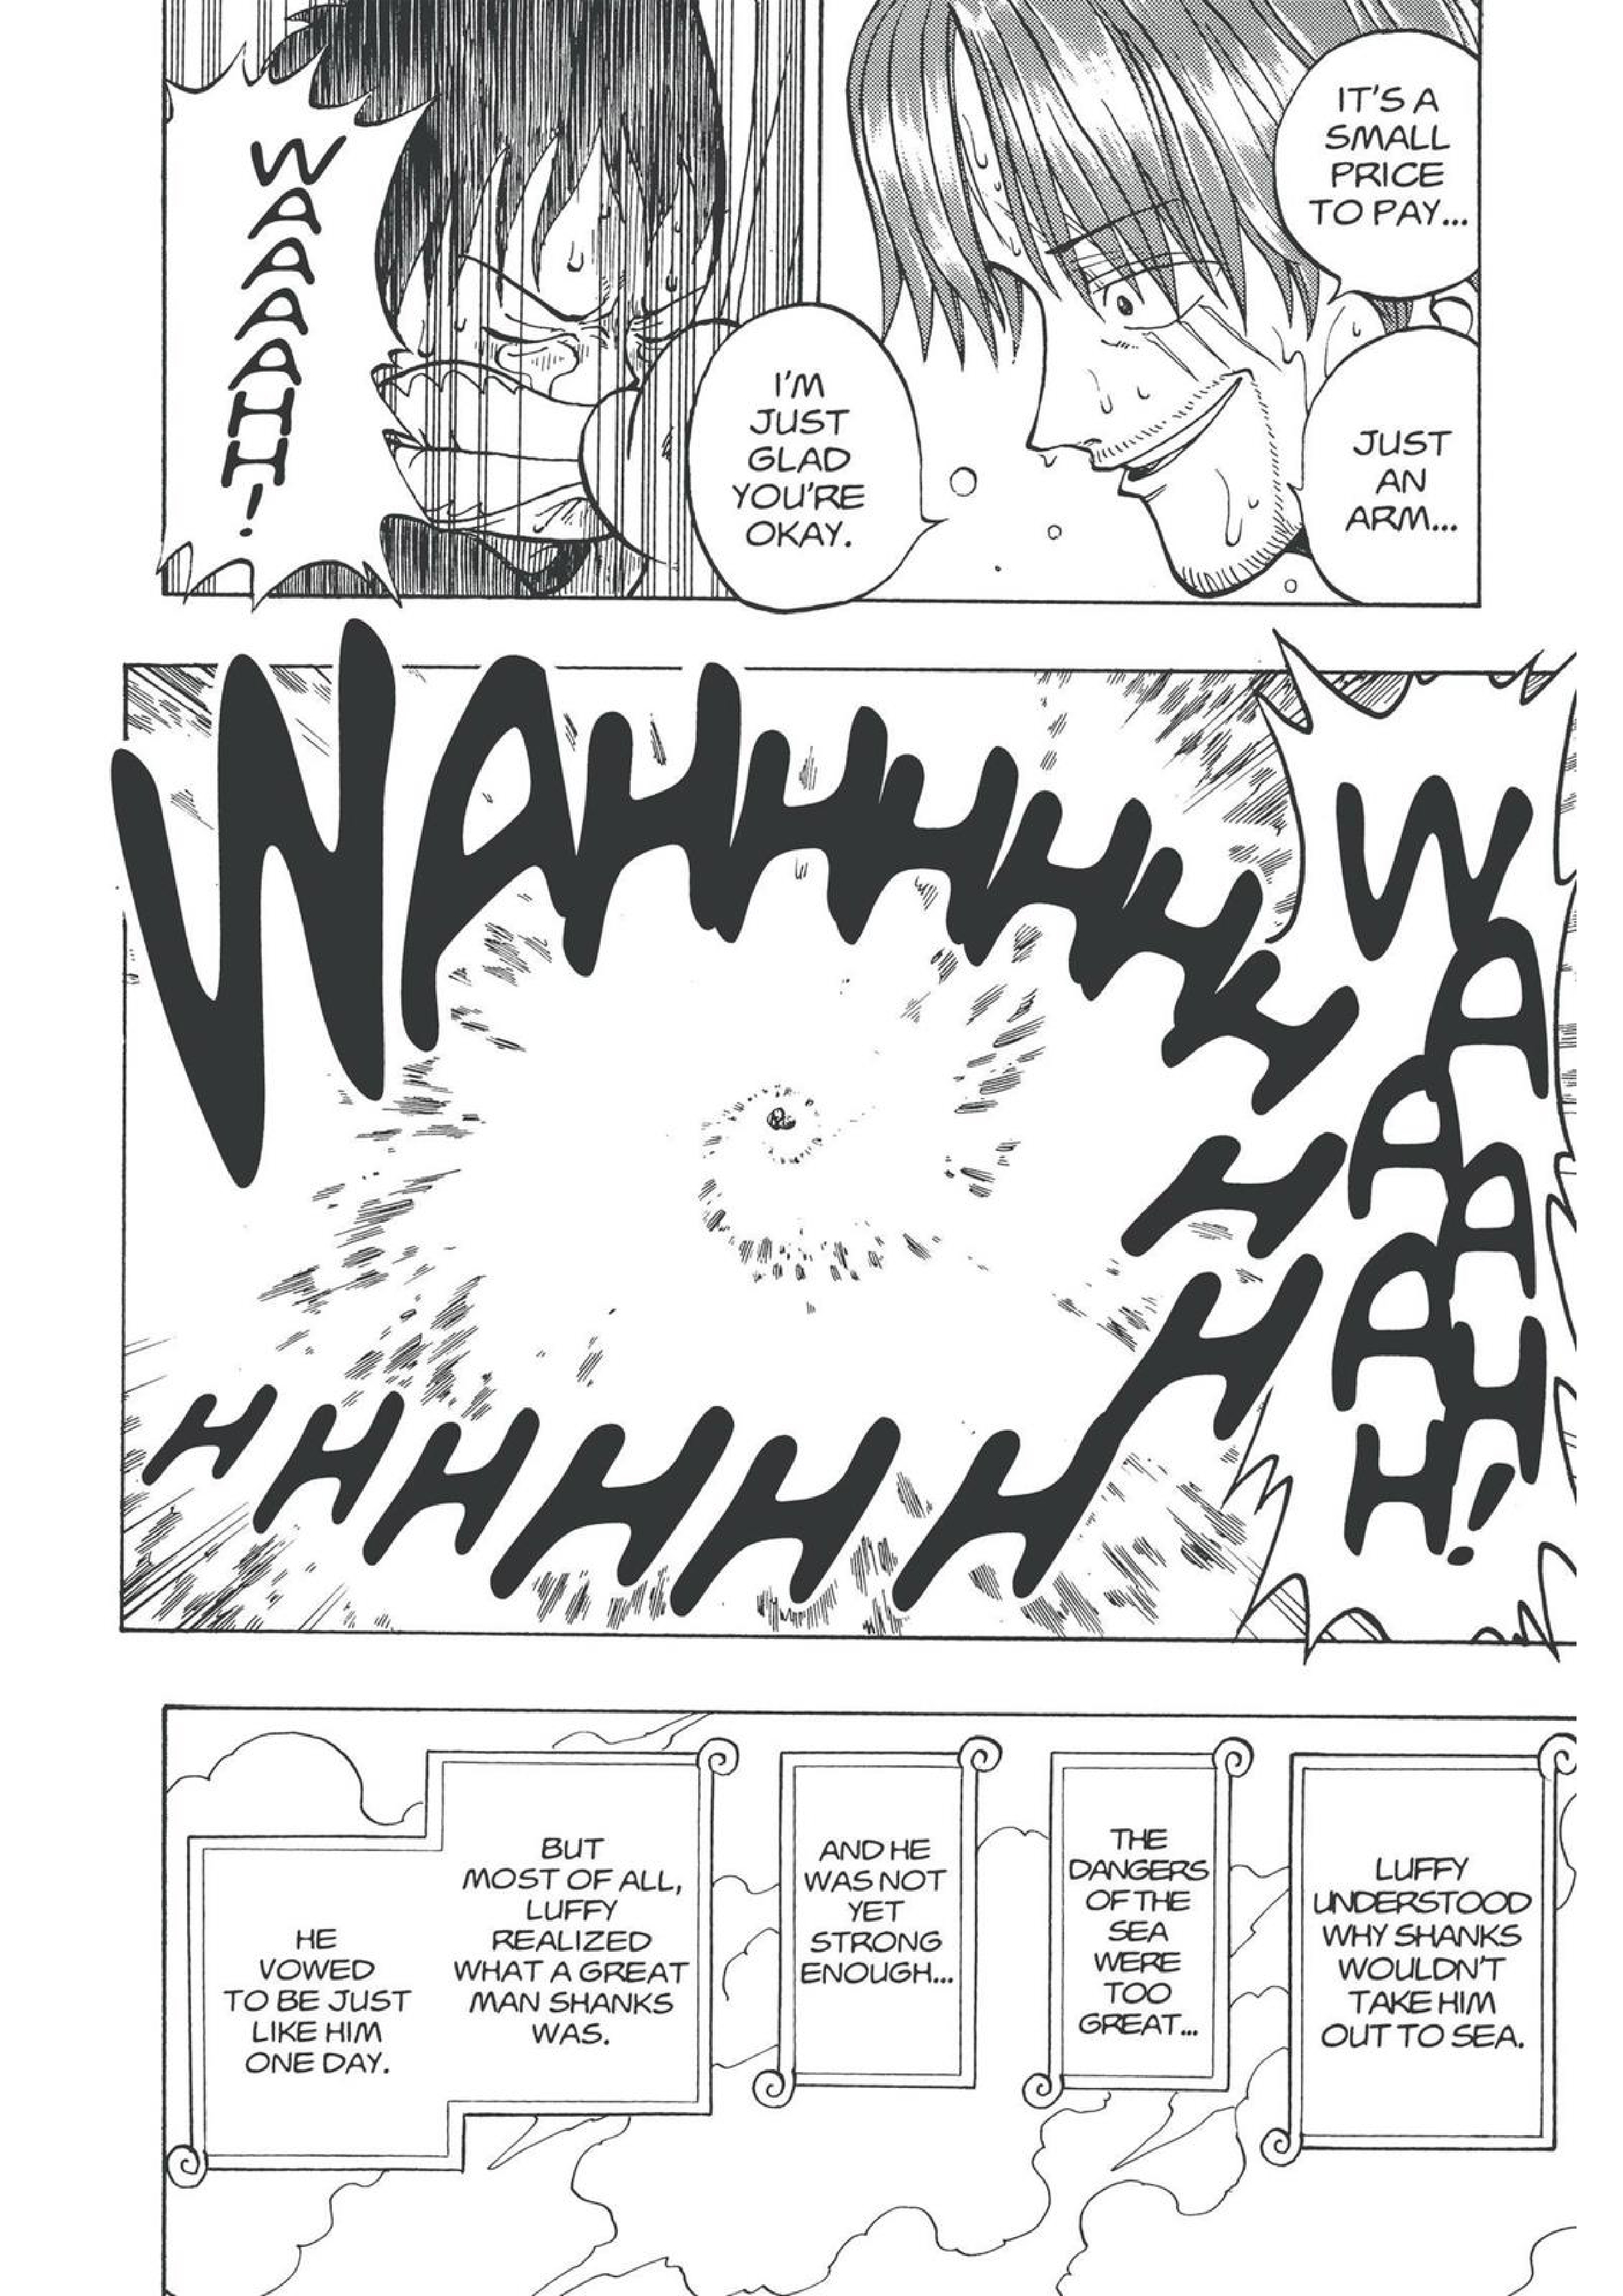 IT'S A
SMALL
PRICE
TO PAY...
JUST
AN
ARM...
I'M
JUST
GLAD
YOU'RE
OKAY.
WAAAAHH!
WAAAAAHH!
WAHHHHHHHHHHHHHH
LUFFY
UNDERSTOOD
WHY SHANKS
WOULDN'T
TAKE HIM
OUT TO SEA.
THE
DANGERS
OF THE
SEA
WERE
TOO
GREAT...
AND HE
WAS NOT
YET
STRONG
ENOUGH...
BUT
MOST OF ALL,
LUFFY
REALIZED
WHAT A GREAT
MAN SHANKS
WAS.
HE
VOWED
TO BE JUST
LIKE HIM
ONE DAY.